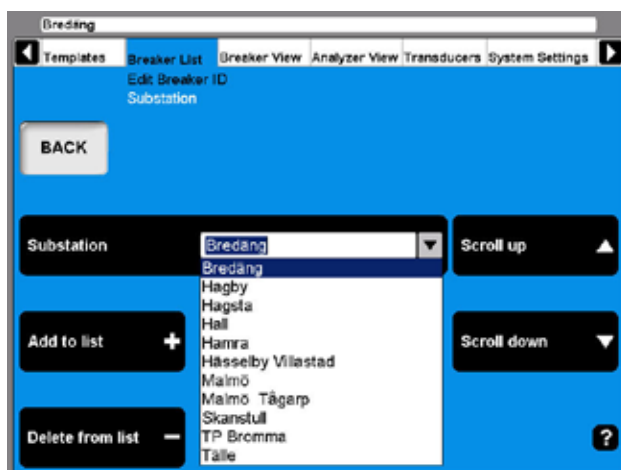 Bredäng
Templates Breaker List Breaker View Analyzer View Transducers System Settings
Edit Breaker ID
Substation
BACK
Substation Bredäng Scroll up
Bredäng
Hagby
Hagsta
Hall
Add to list + Hamra Scroll down
Hässelby Villastad
Malmö
Malmö Tågarp
Skanstull
Delete from list − TP Bromma ?
Tälle